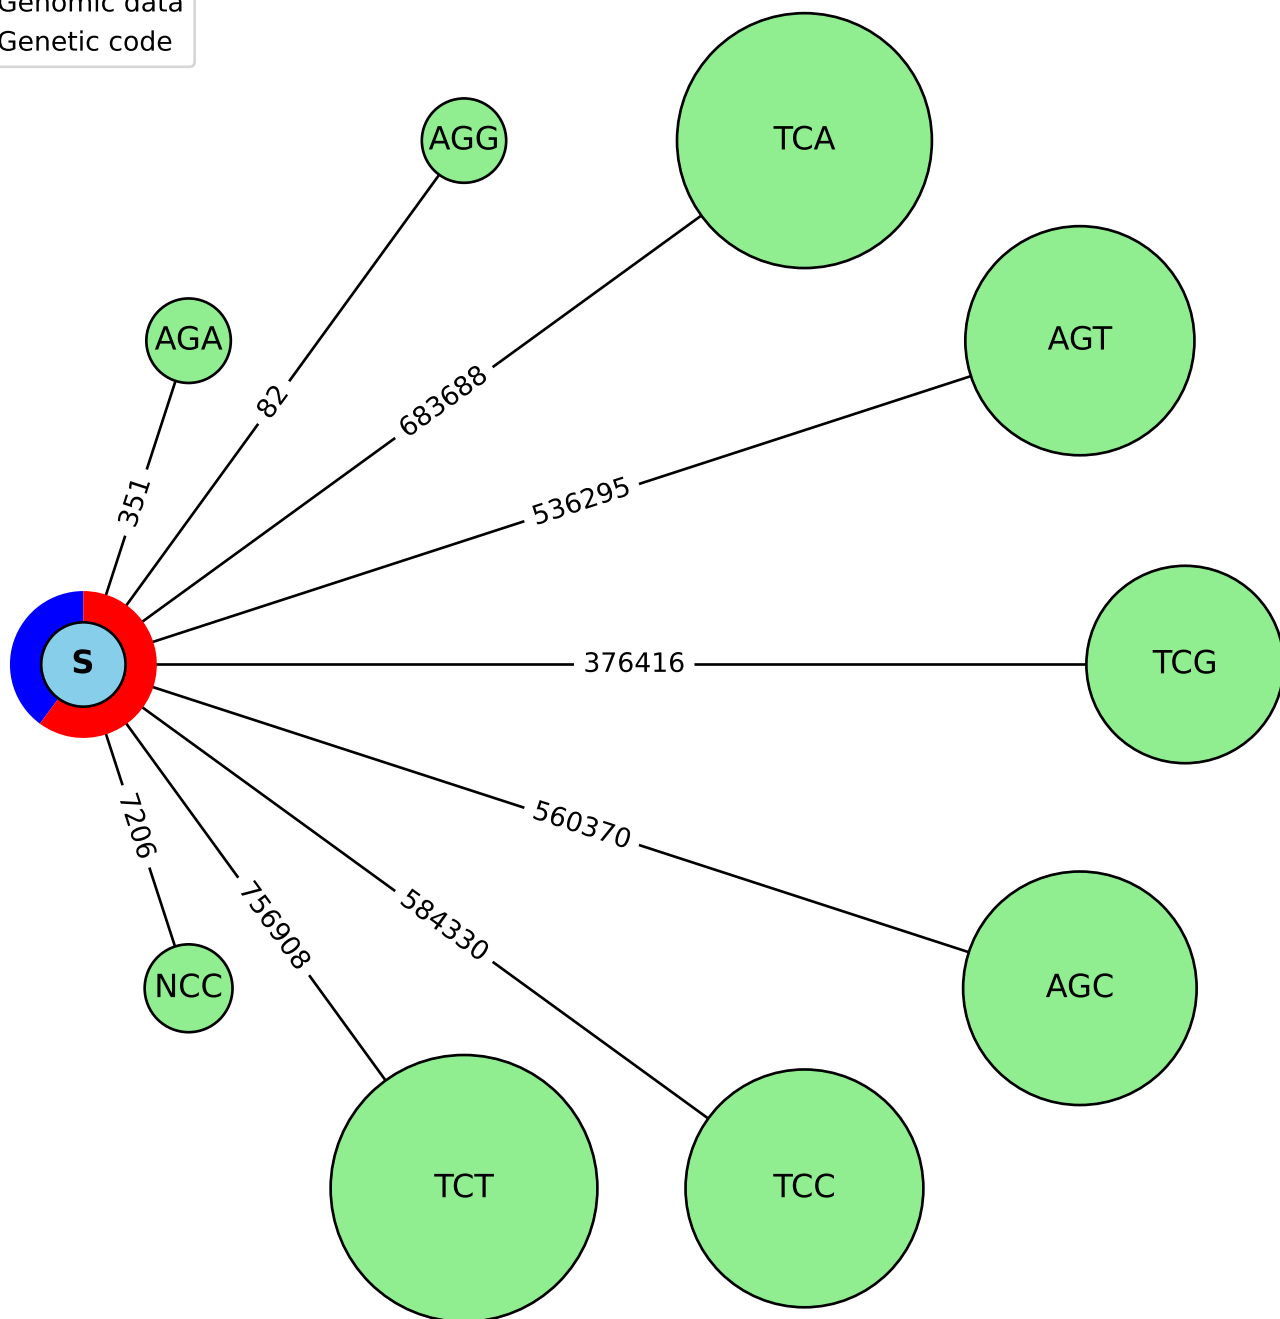 Genomic data
Genetic code
TCA
AGG
AGT
AGA
82
683688
536295
351
S
376416
TCG
7206
560370
756908
584330
NCC
AGC
TCT
TCC